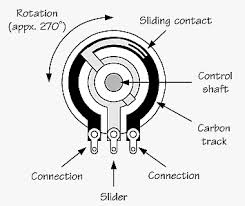 Rotation
(appx. 270°)
Sliding contact
Control
shaft
Carbon
track
Connection
Connection
Slider